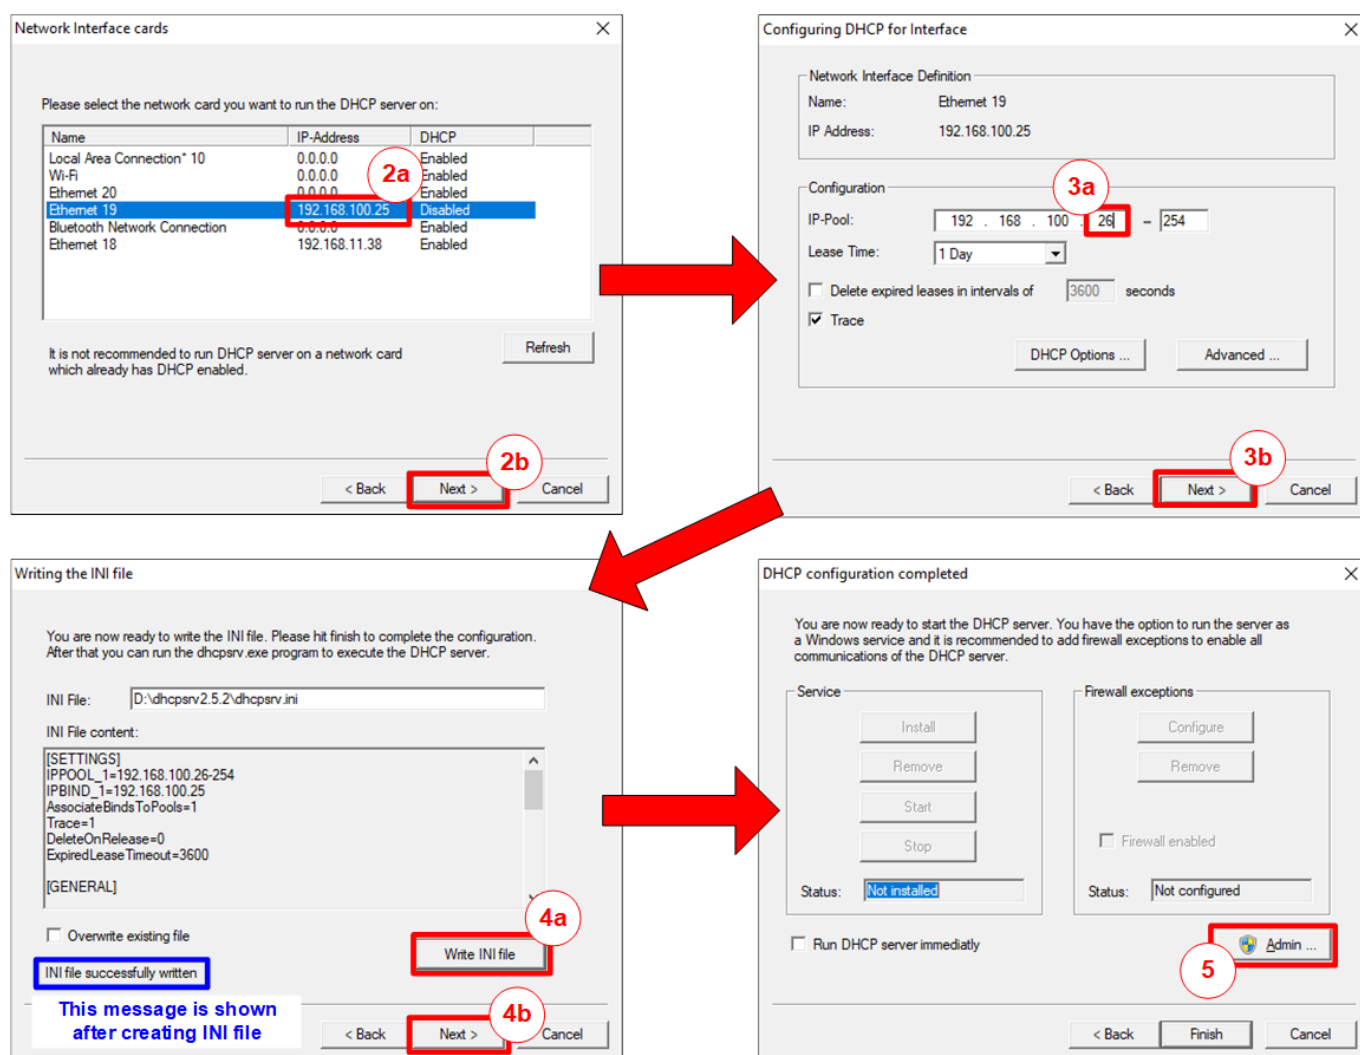 Network Interface cards
Please select the network card you want to run the DHCP server on:
Name IP-Address DHCP
Local Area Connection* 10 0.0.0.0 Enabled
Wi-Fi 0.0.0.0 Enabled
Ethernet 20 0.0.0.0 Enabled
Ethernet 19 192.168.100.25 Disabled
Bluetooth Network Connection 0.0.0.0 Enabled
Ethernet 18 192.168.11.38 Enabled
2a
It is not recommended to run DHCP server on a network card
which already has DHCP enabled.
Refresh
2b
< Back Next > Cancel
Configuring DHCP for Interface
Network Interface Definition
Name: Ethernet 19
IP Address: 192.168.100.25
3a
Configuration
IP-Pool: 192 . 168 . 100 . 26 – 254
Lease Time: 1 Day
Delete expired leases in intervals of 3600 seconds
Trace
DHCP Options ... Advanced ...
3b
< Back Next > Cancel
Writing the INI file
You are now ready to write the INI file. Please hit finish to complete the configuration.
After that you can run the dhcpsrv.exe program to execute the DHCP server.
INI File: D:\dhcpsrv2.5.2\dhcpsrv.ini
INI File content:
[SETTINGS]
IPPOOL_1=192.168.100.26-254
IPBIND_1=192.168.100.25
AssociateBindsToPools=1
Trace=1
DeleteOnRelease=0
ExpiredLeaseTimeout=3600
[GENERAL]
4a
Overwrite existing file
Write INI file
INI file successfully written
This message is shown
after creating INI file
4b
< Back Next > Cancel
DHCP configuration completed
You are now ready to start the DHCP server. You have the option to run the server as
a Windows service and it is recommended to add firewall exceptions to enable all
communications of the DHCP server.
Service
Install
Remove
Start
Stop
Status: Not installed
Firewall exceptions
Configure
Remove
Firewall enabled
Status: Not configured
Run DHCP server immediatly
Admin ...
5
< Back Finish Cancel